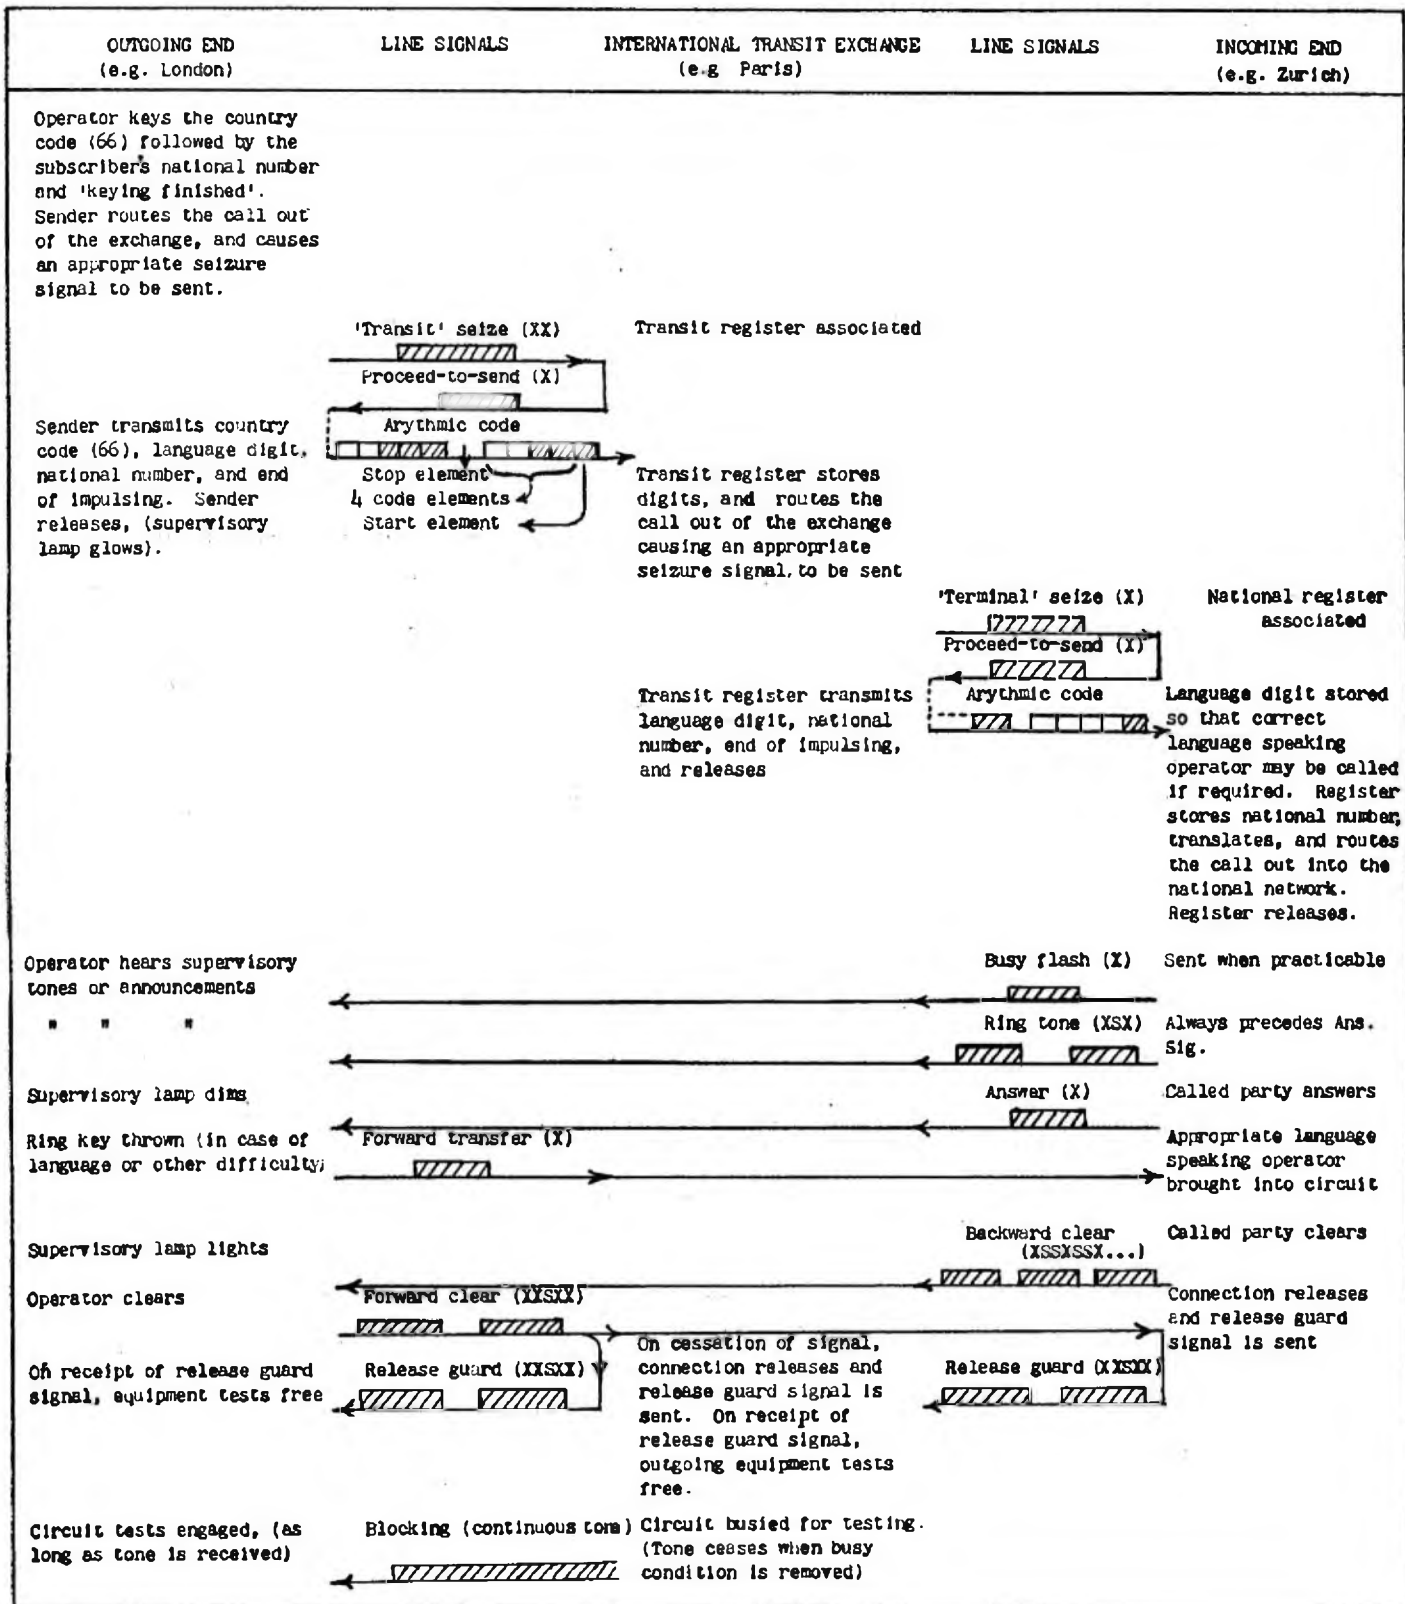 OUTGOING END
(e.g. London)
LINE SIGNALS
INTERNATIONAL TRANSIT EXCHANGE
(e.g Paris)
LINE SIGNALS
INCOMING END
(e.g. Zurich)
Operator keys the country
code (66) followed by the
subscriber's national number
and 'keying finished'.
Sender routes the call out
of the exchange, and causes
an appropriate seizure
signal to be sent.
'Transit' seize (XX)
Transit register associated
Proceed-to-send (X)
Sender transmits country
code (66), language digit,
national number, and end
of impulsing. Sender
releases, (supervisory
lamp glows).
Arythmic code
Stop element
4 code elements
Start element
Transit register stores
digits, and routes the
call out of the exchange
causing an appropriate
seizure signal, to be sent
'Terminal' seize (X)
National register
associated
Proceed-to-send (X)
Transit register transmits
language digit, national
number, end of impulsing,
and releases
Arythmic code
Language digit stored
so that correct
language speaking
operator may be called
if required. Register
stores national number,
translates, and routes
the call out into the
national network.
Register releases.
Operator hears supervisory
tones or announcements
Busy flash (X)
Sent when practicable
" " "
Ring tone (XSX)
Always precedes Ans.
Sig.
Supervisory lamp dims
Answer (X)
Called party answers
Ring key thrown (in case of
language or other difficulty;
Forward transfer (X)
Appropriate language
speaking operator
brought into circuit
Supervisory lamp lights
Backward clear
(XSSXSSX...)
Called party clears
Operator clears
Forward clear (XXSXX)
Connection releases
and release guard
signal is sent
On receipt of release guard
signal, equipment tests free
Release guard (XXSXX)
On cessation of signal,
connection releases and
release guard signal is
sent. On receipt of
release guard signal,
outgoing equipment tests
free.
Release guard (XXSXX)
Circuit tests engaged, (as
long as tone is received)
Blocking (continuous tone)
Circuit busied for testing.
(Tone ceases when busy
condition is removed)